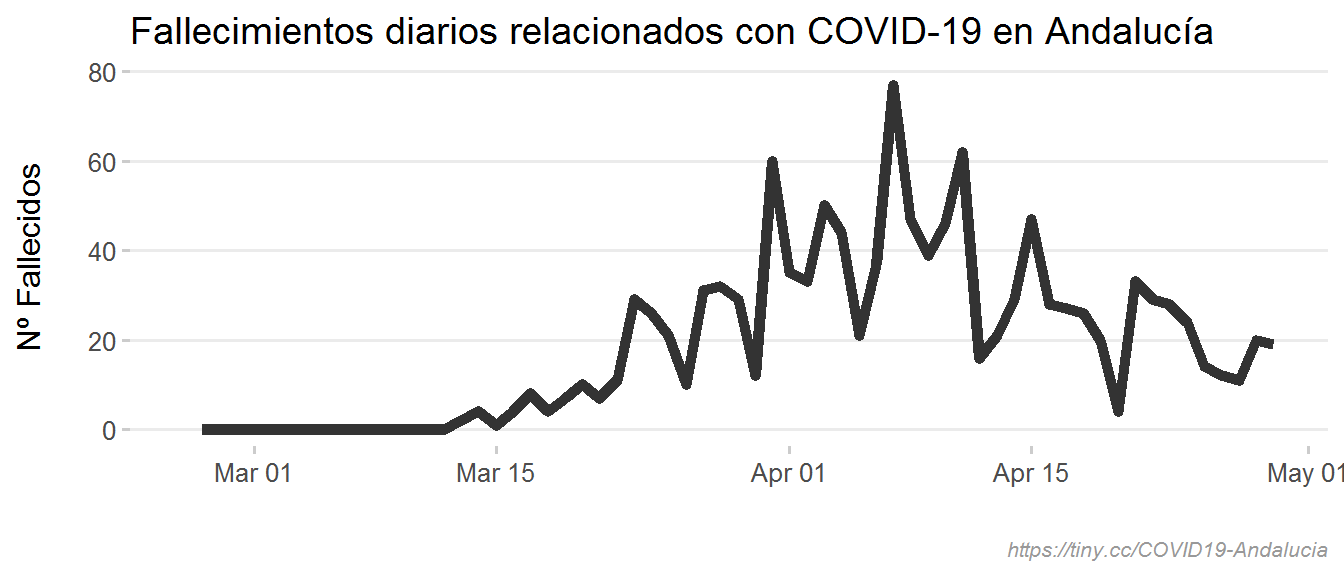 Fallecimientos diarios relacionados con COVID-19 en Andalucía
Nº Fallecidos
80
60
40
20
0
Mar 01
Mar 15
Apr 01
Apr 15
May 01
https://tiny.cc/COVID19-Andalucia